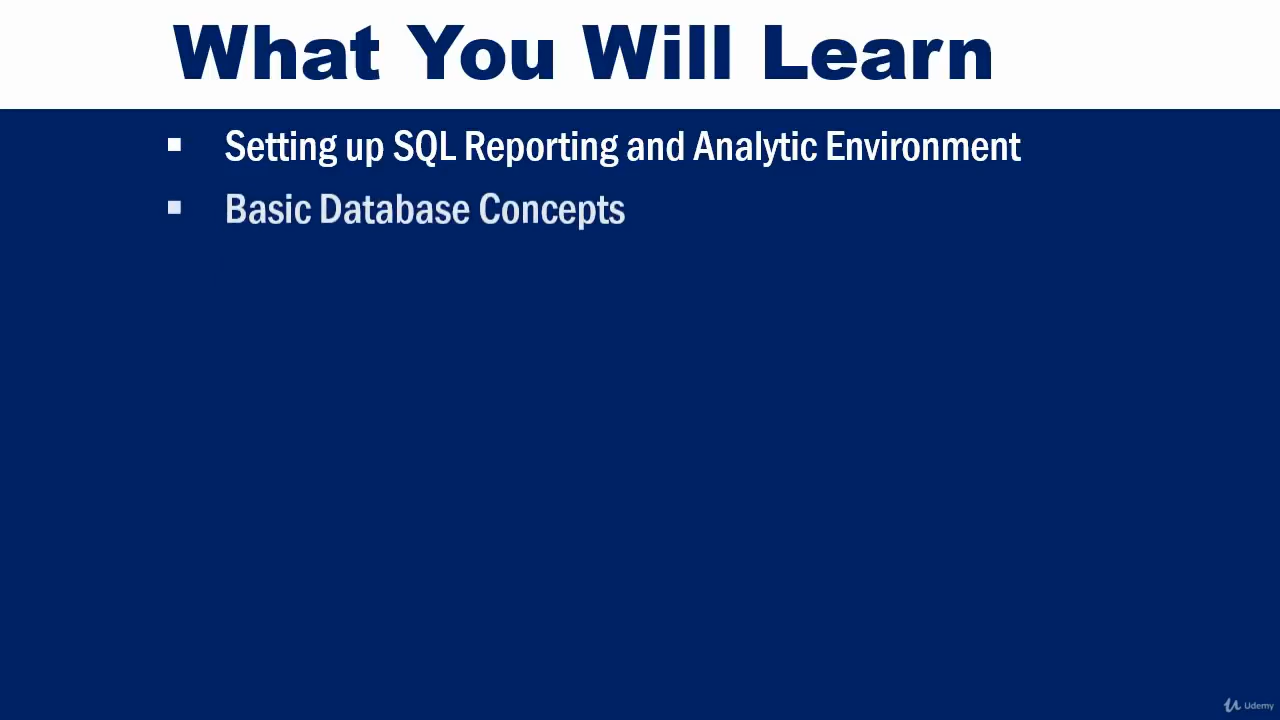 What You Will Learn
▪ Setting up SQL Reporting and Analytic Environment
▪ Basic Database Concepts
Udemy